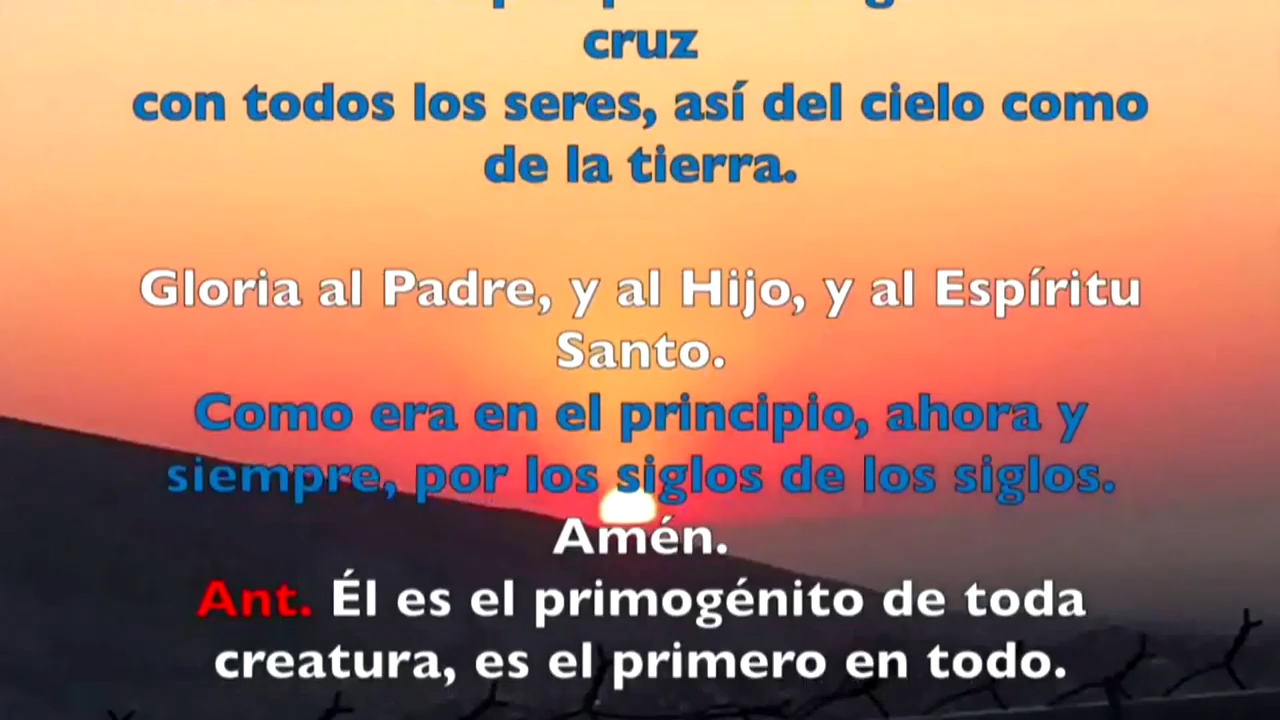 cruz
con todos los seres, así del cielo como
de la tierra.
Gloria al Padre, y al Hijo, y al Espíritu
Santo.
Como era en el principio, ahora y
siempre, por los siglos de los siglos.
Amén.
Ant. Él es el primogénito de toda
creatura, es el primero en todo.